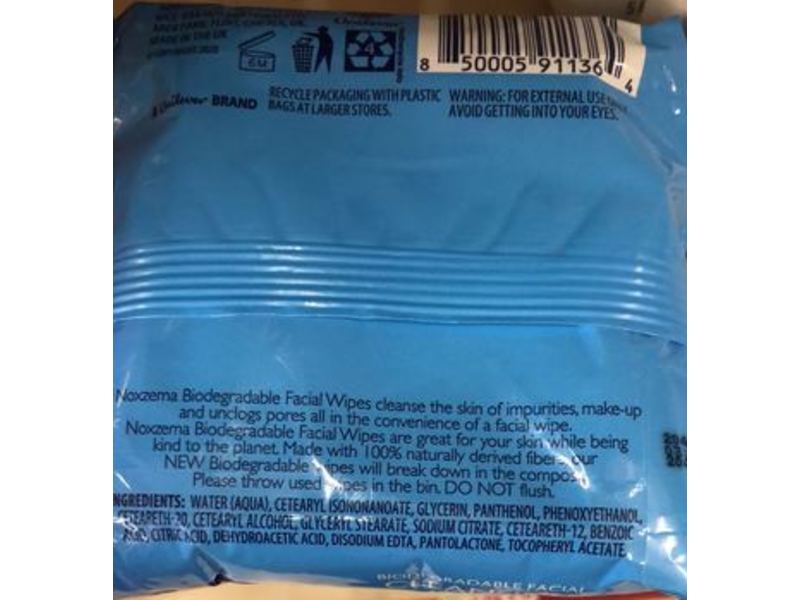 MADE IN THE UK
Unilever
6M
4
8 50005 91136 4
Unilever BRAND
RECYCLE PACKAGING WITH PLASTIC
BAGS AT LARGER STORES.
WARNING: FOR EXTERNAL USE
AVOID GETTING INTO YOUR EYES.
Noxzema Biodegradable Facial Wipes cleanse the skin of impurities, make-up
and unclogs pores all in the convenience of a facial wipe.
Noxzema Biodegradable Facial Wipes are great for your skin while being
kind to the planet. Made with 100% naturally derived fibers, our
NEW Biodegradable wipes will break down in the compost.
Please throw used wipes in the bin. DO NOT flush.
INGREDIENTS: WATER (AQUA), CETEARYL ISONONANOATE, GLYCERIN, PANTHENOL, PHENOXYETHANOL,
CETEARETH-20, CETEARYL ALCOHOL, GLYCERYL STEARATE, SODIUM CITRATE, CETEARETH-12, BENZOIC
ACID, CITRIC ACID, DEHYDROACETIC ACID, DISODIUM EDTA, PANTOLACTONE, TOCOPHERYL ACETATE.
BIODEGRADABLE FACIAL